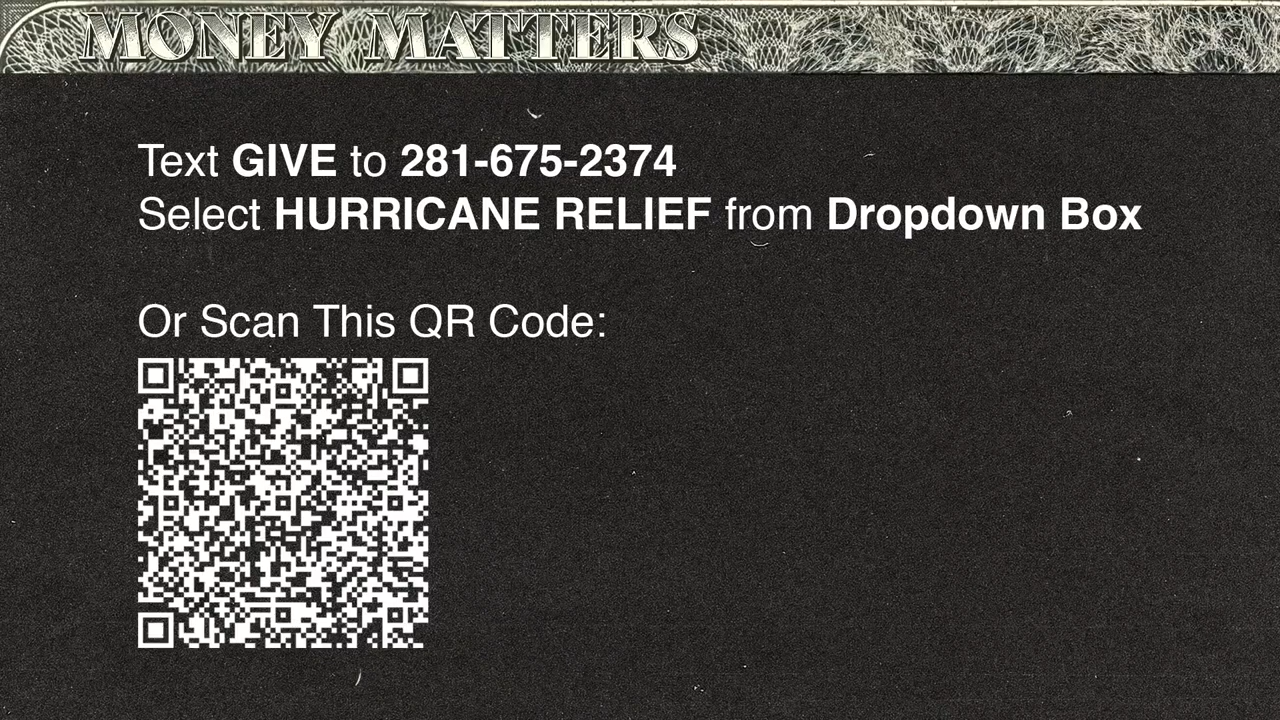 MONEY MATTERS
Text GIVE to 281-675-2374
Select HURRICANE RELIEF from Dropdown Box
Or Scan This QR Code: